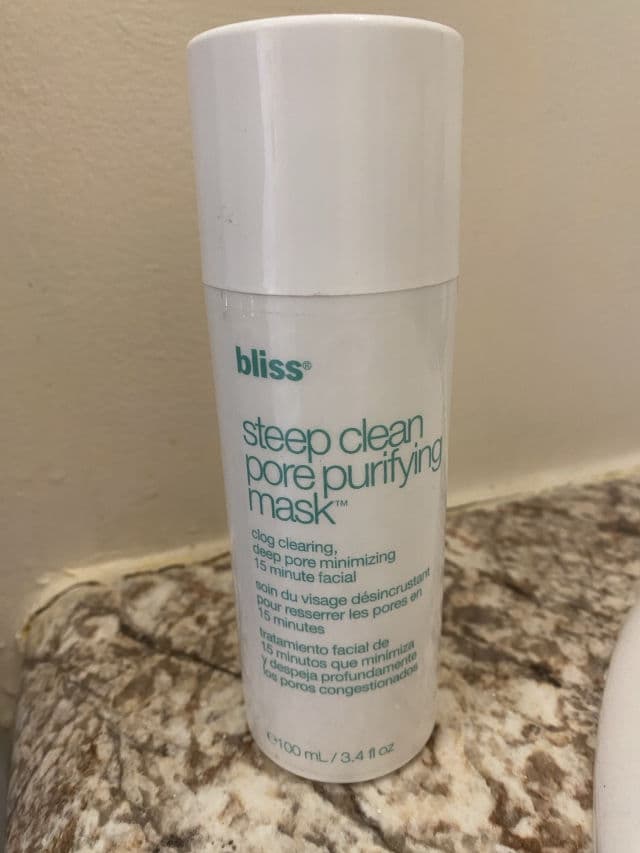 bliss®
steep clean
pore purifying
mask™
clog clearing,
deep pore minimizing
15 minute facial
soin du visage désincrustant
pour resserrer les pores en
15 minutes
tratamiento facial de
15 minutos que minimiza
y despeja profundamente
los poros congestionados
℮100 mL / 3.4 fl oz